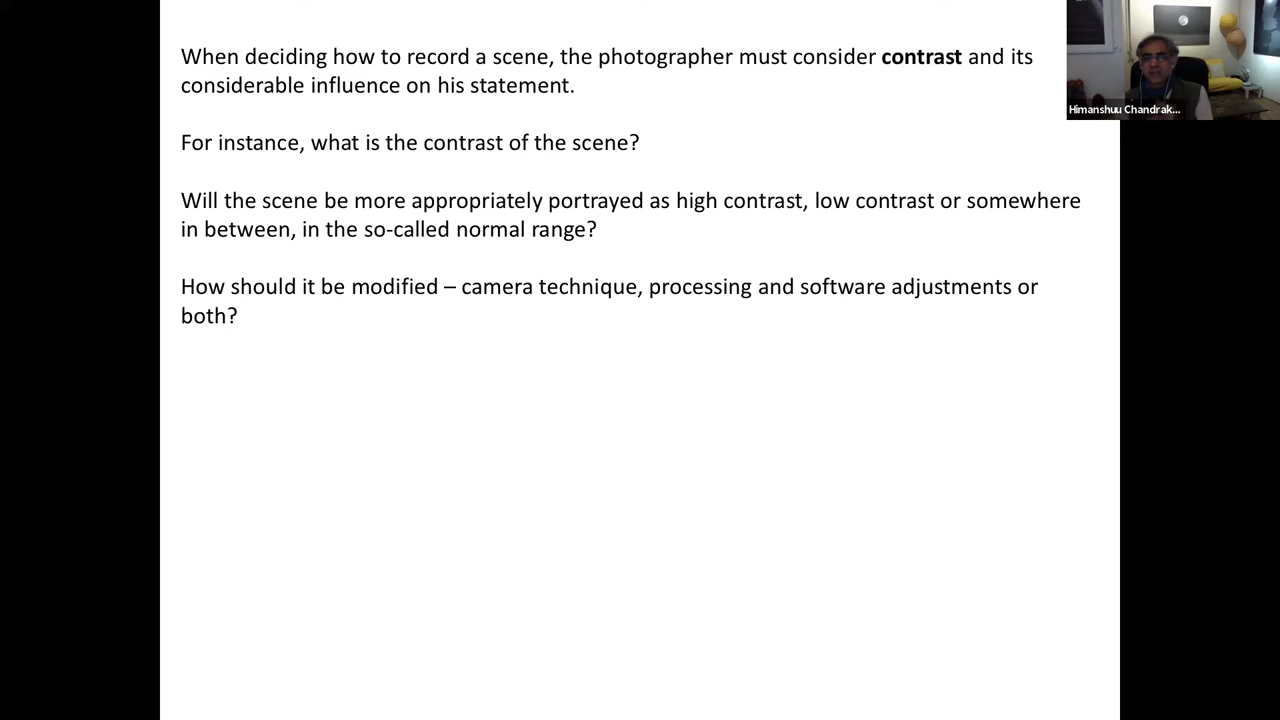 When deciding how to record a scene, the photographer must consider contrast and its
considerable influence on his statement.
For instance, what is the contrast of the scene?
Will the scene be more appropriately portrayed as high contrast, low contrast or somewhere
in between, in the so-called normal range?
How should it be modified – camera technique, processing and software adjustments or
both?
Himanshuu Chandrak...